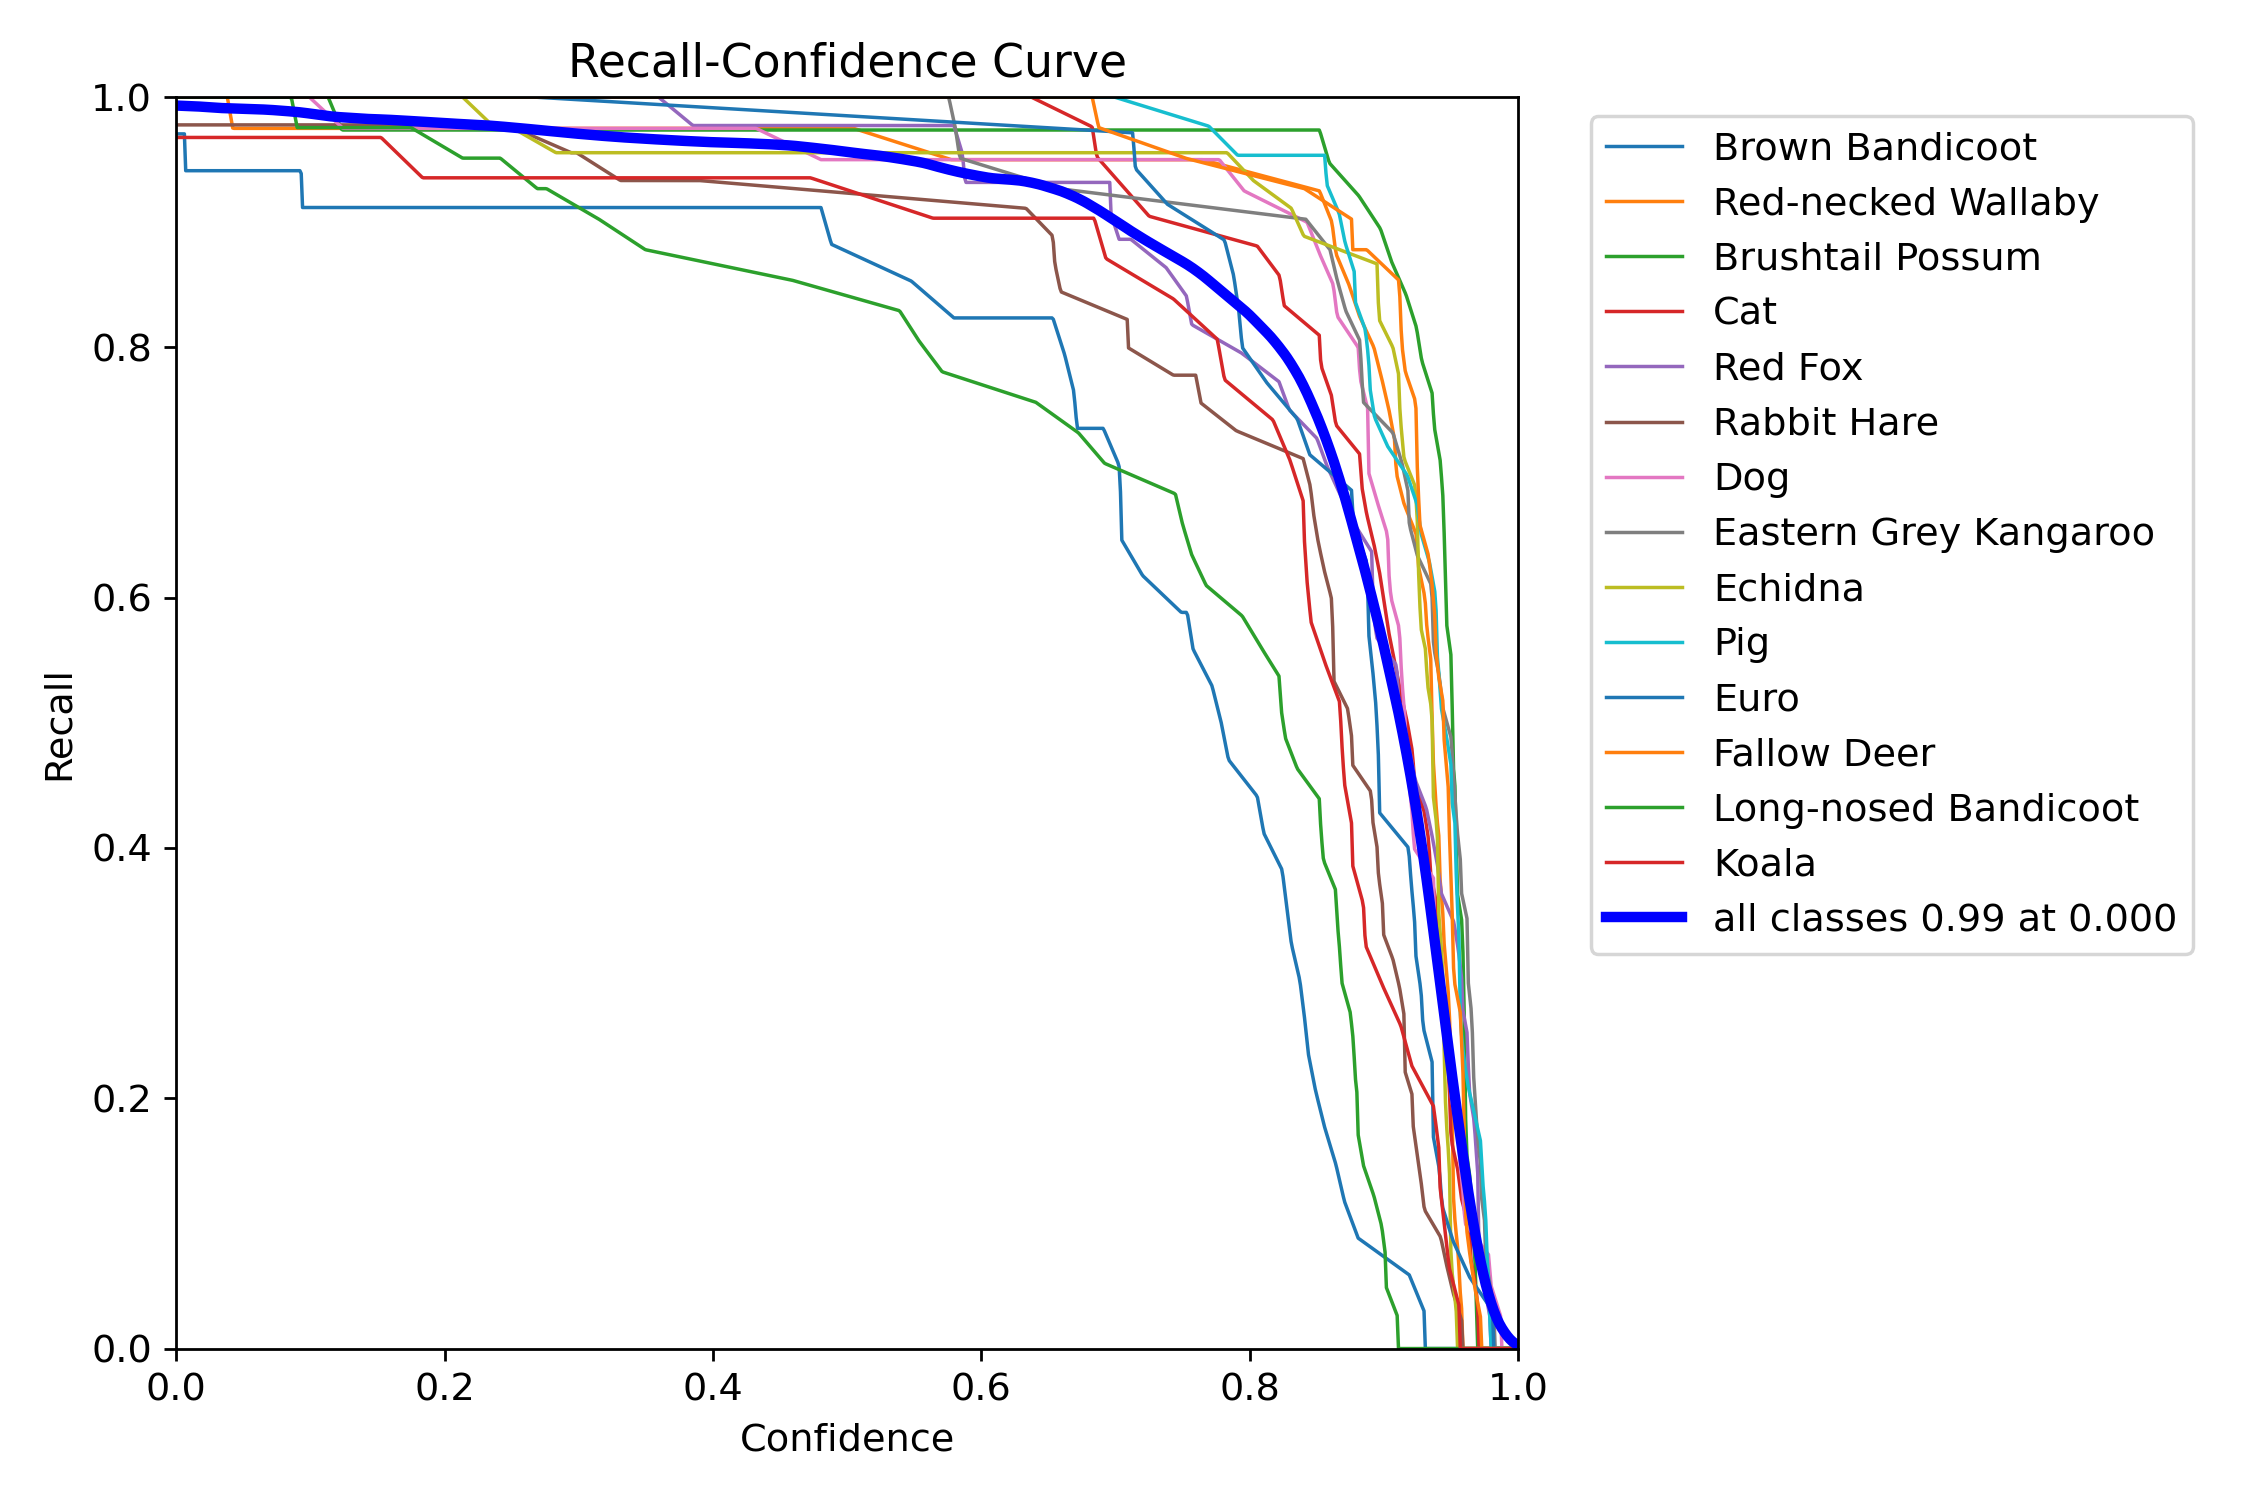 Recall-Confidence Curve
1.0
0.8
0.6
0.4
0.2
0.0
Recall
0.0 0.2 0.4 0.6 0.8 1.0
Confidence
Brown Bandicoot
Red-necked Wallaby
Brushtail Possum
Cat
Red Fox
Rabbit Hare
Dog
Eastern Grey Kangaroo
Echidna
Pig
Euro
Fallow Deer
Long-nosed Bandicoot
Koala
all classes 0.99 at 0.000